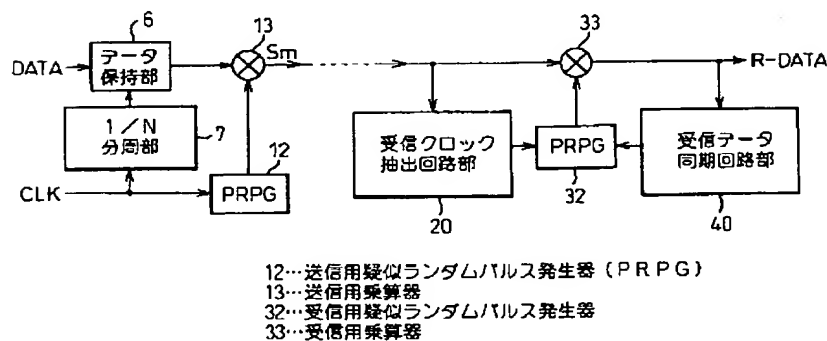 6
DATA
データ
保持部
13
Sm
33
R-DATA
1/N
分周部
7
CLK
12
PRPG
受信クロック
抽出回路部
20
PRPG
32
受信データ
同期回路部
40
12…送信用疑似ランダムパルス発生器(PRPG)
13…送信用乗算器
32…受信用疑似ランダムパルス発生器
33…受信用乗算器